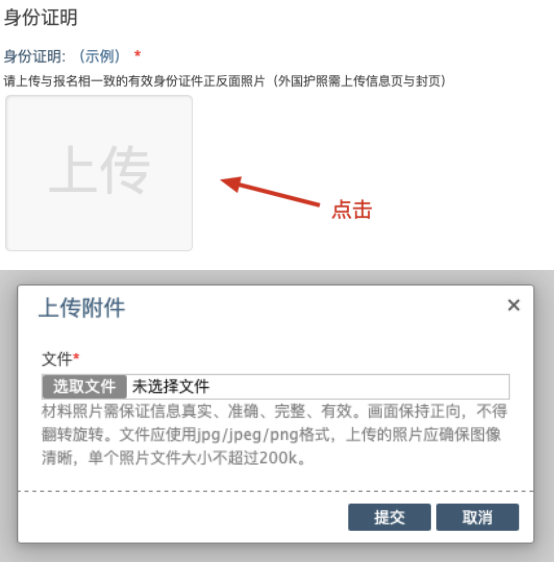 身份证明
身份证明:（示例） *
请上传与报名相一致的有效身份证件正反面照片（外国护照需上传信息页与封页）
上传
点击
上传附件 ×
文件*
选取文件 未选择文件
材料照片需保证信息真实、准确、完整、有效。画面保持正向，不得
翻转旋转。文件应使用jpg/jpeg/png格式，上传的照片应确保图像
清晰，单个照片文件大小不超过200k。
提交 取消